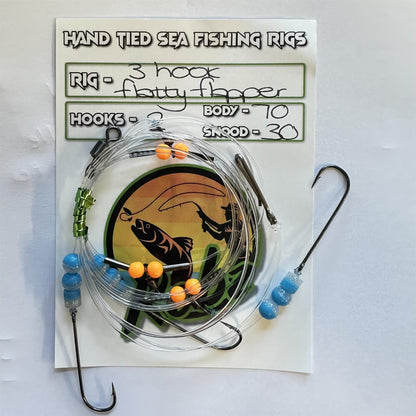 HAND TIED SEA FISHING RIGS
RIG - 3 hook
flatty flapper
HOOKS - 2 BODY - 70
SNOOD - 30